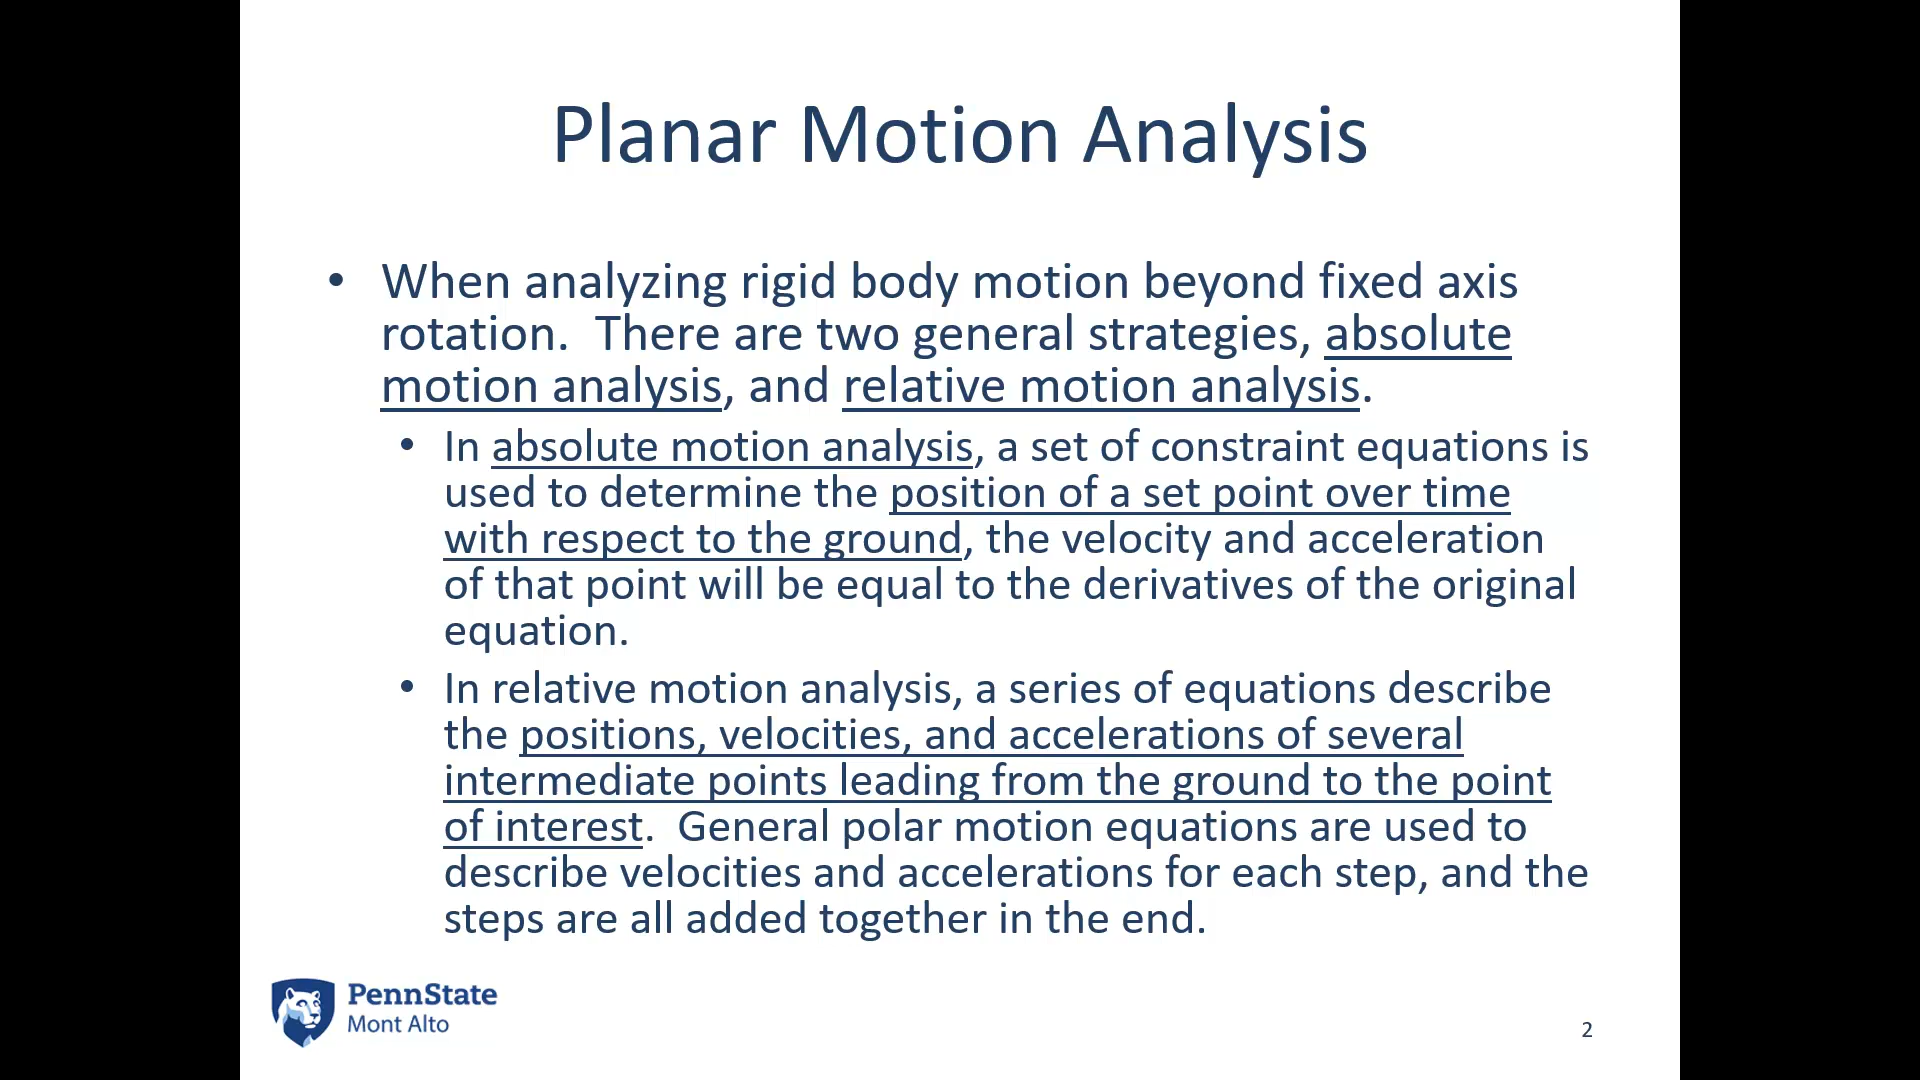 Planar Motion Analysis
• When analyzing rigid body motion beyond fixed axis
rotation.  There are two general strategies, absolute
motion analysis, and relative motion analysis.
• In absolute motion analysis, a set of constraint equations is
used to determine the position of a set point over time
with respect to the ground, the velocity and acceleration
of that point will be equal to the derivatives of the original
equation.
• In relative motion analysis, a series of equations describe
the positions, velocities, and accelerations of several
intermediate points leading from the ground to the point
of interest.  General polar motion equations are used to
describe velocities and accelerations for each step, and the
steps are all added together in the end.
PennState
Mont Alto
2